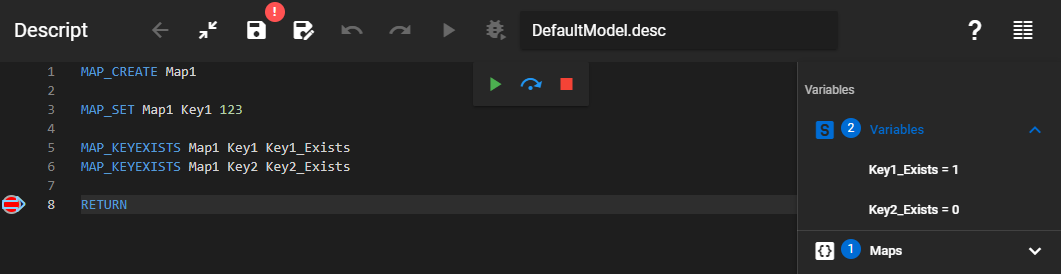 Descript
!
DefaultModel.desc
?
1 MAP_CREATE Map1
2
3 MAP_SET Map1 Key1 123
4
5 MAP_KEYEXISTS Map1 Key1 Key1_Exists
6 MAP_KEYEXISTS Map1 Key2 Key2_Exists
7
8 RETURN
Variables
S 2 Variables
Key1_Exists = 1
Key2_Exists = 0
{} 1 Maps